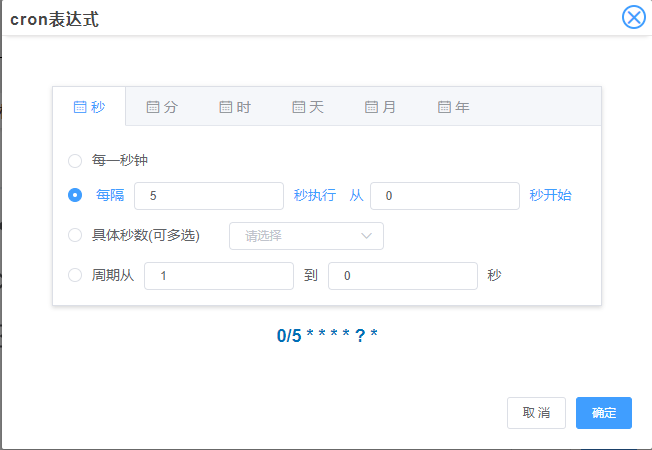 cron表达式
秒 分 时 天 月 年
每一秒钟
每隔 5 秒执行 从 0 秒开始
具体秒数(可多选) 请选择
周期从 1 到 0 秒
0/5 * * * * ? *
取消 确定